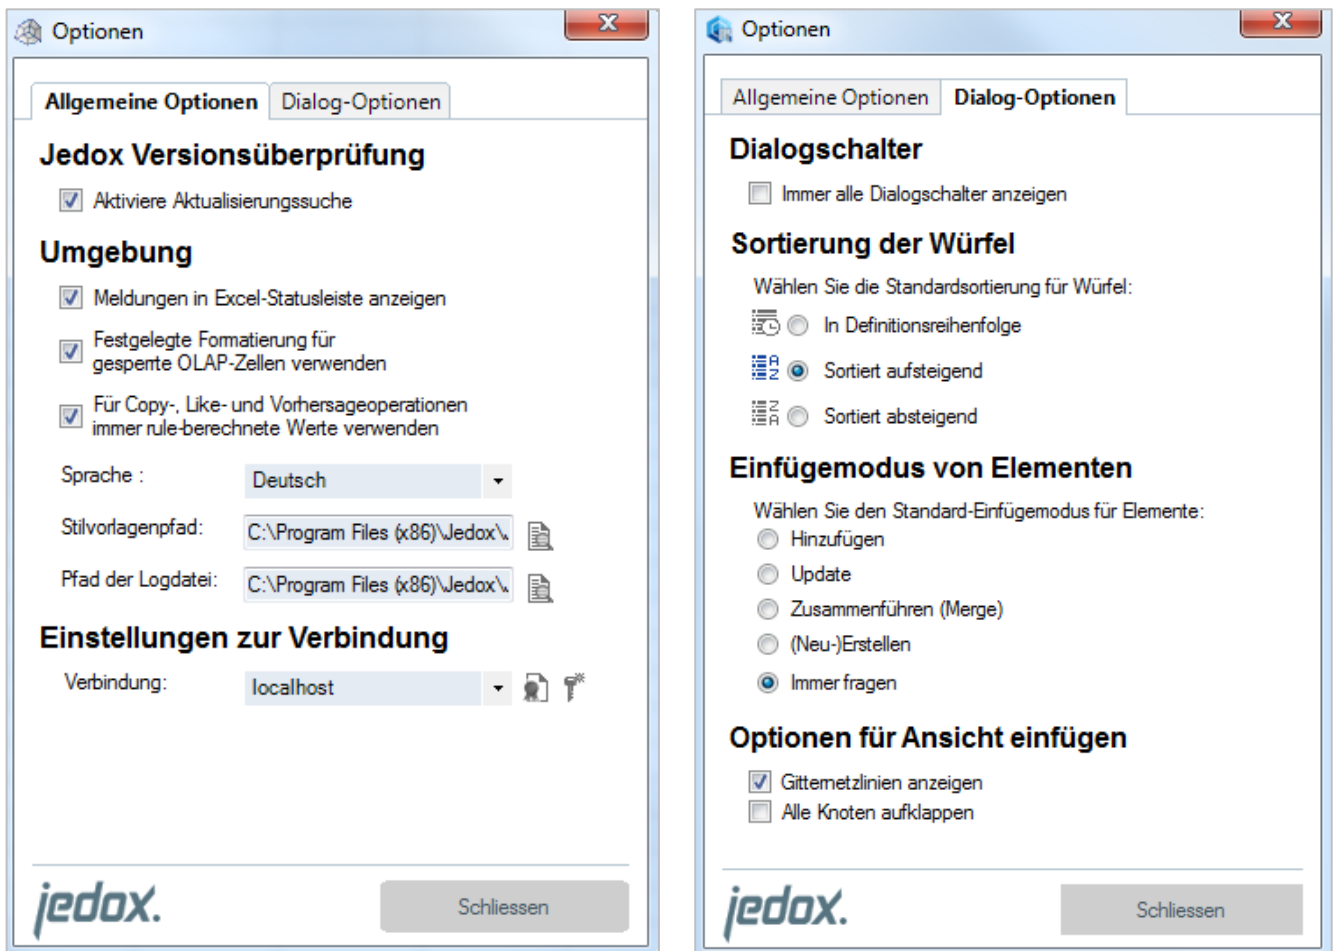 Optionen
Allgemeine Optionen Dialog-Optionen
Jedox Versionsüberprüfung
Aktiviere Aktualisierungssuche
Umgebung
Meldungen in Excel-Statusleiste anzeigen
Festgelegte Formatierung für
gesperrte OLAP-Zellen verwenden
Für Copy-, Like- und Vorhersageoperationen
immer rule-berechnete Werte verwenden
Sprache : Deutsch
Stilvorlagenpfad: C:\Program Files (x86)\Jedox\
Pfad der Logdatei: C:\Program Files (x86)\Jedox\
Einstellungen zur Verbindung
Verbindung: localhost
jedox. Schliessen
Optionen
Allgemeine Optionen Dialog-Optionen
Dialogschalter
Immer alle Dialogschalter anzeigen
Sortierung der Würfel
Wählen Sie die Standardsortierung für Würfel:
In Definitionsreihenfolge
Sortiert aufsteigend
Sortiert absteigend
Einfügemodus von Elementen
Wählen Sie den Standard-Einfügemodus für Elemente:
Hinzufügen
Update
Zusammenführen (Merge)
(Neu-)Erstellen
Immer fragen
Optionen für Ansicht einfügen
Gitternetzlinien anzeigen
Alle Knoten aufklappen
jedox. Schliessen